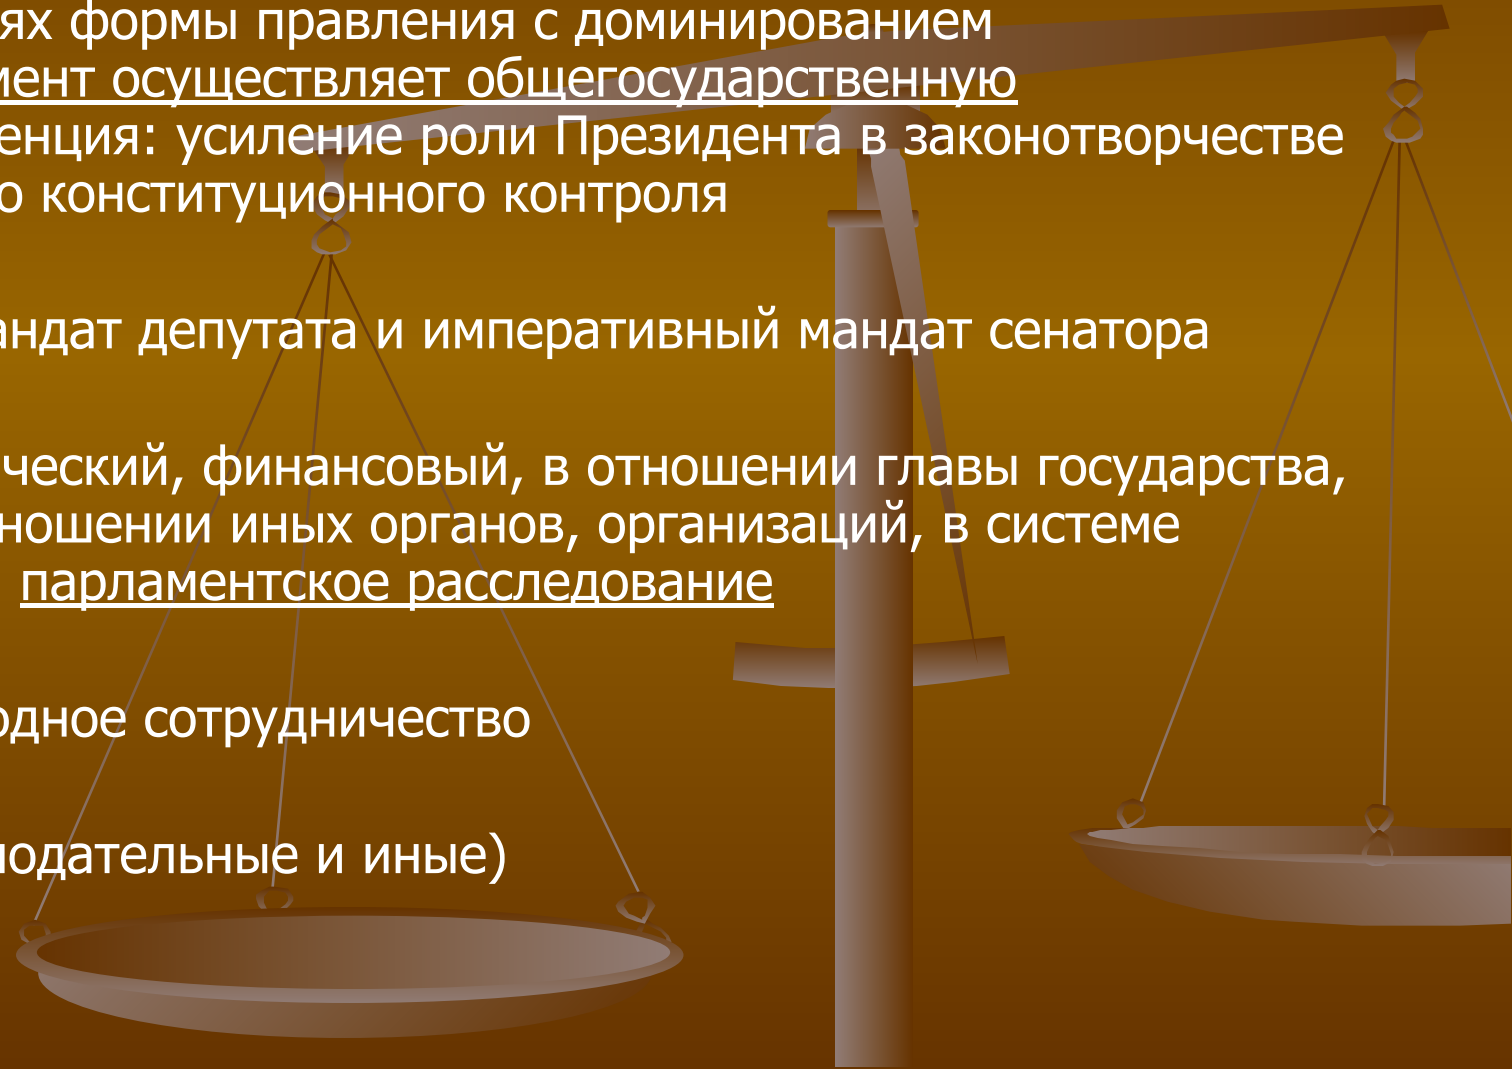 ях формы правления с доминированием
мент осуществляет общегосударственную
енция: усиление роли Президента в законотворчестве
о конституционного контроля
андат депутата и императивный мандат сенатора
ческий, финансовый, в отношении главы государства,
ношении иных органов, организаций, в системе
парламентское расследование
одное сотрудничество
нодательные и иные)